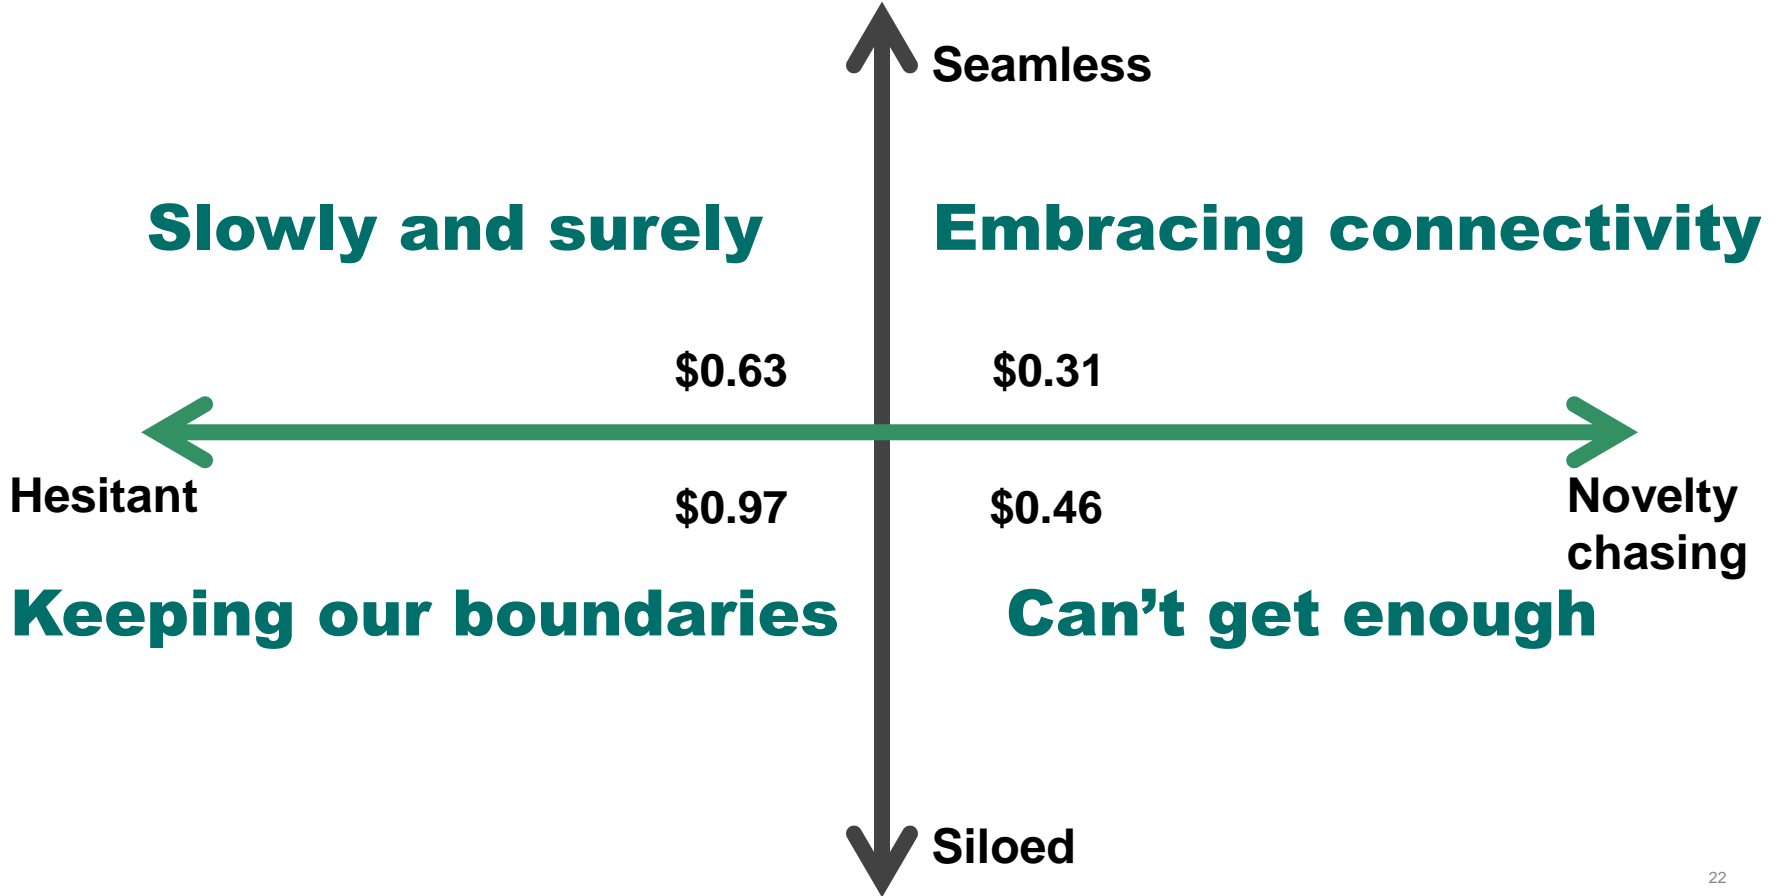 Seamless
Slowly and surely
Embracing connectivity
$0.63
$0.31
Hesitant
$0.97
$0.46
Novelty
chasing
Keeping our boundaries
Can’t get enough
Siloed
22